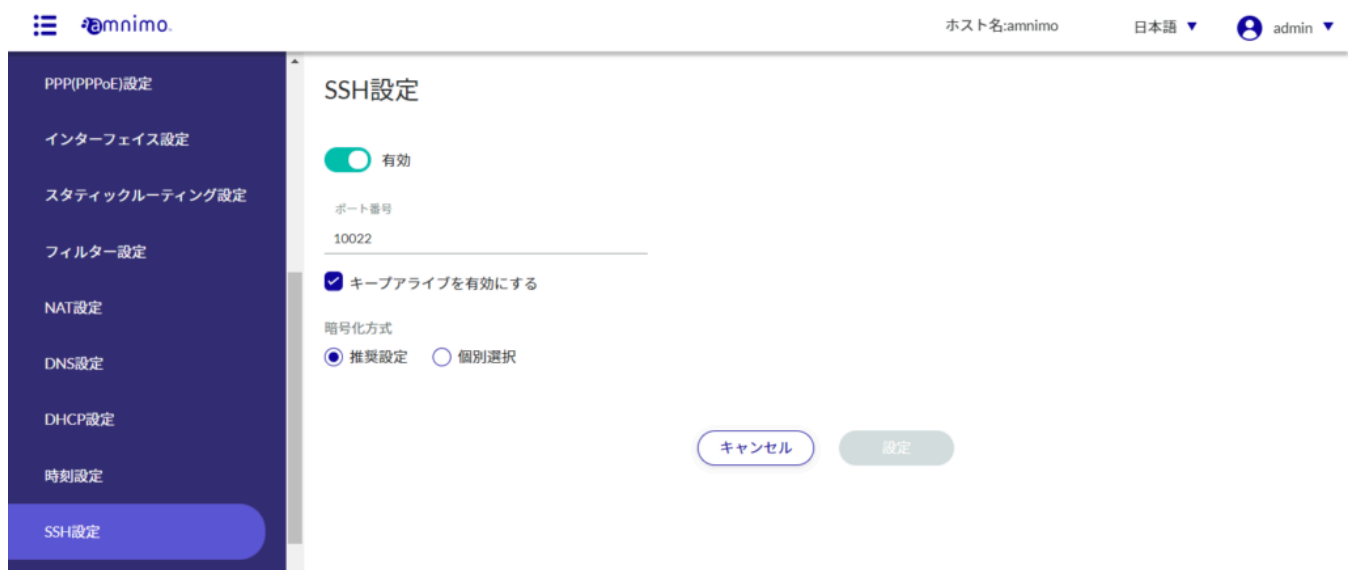 amnimo.
ホスト名:amnimo
日本語 ▼
admin ▼
PPP(PPPoE)設定
インターフェイス設定
スタティックルーティング設定
フィルター設定
NAT設定
DNS設定
DHCP設定
時刻設定
SSH設定
SSH設定
有効
ポート番号
10022
キープアライブを有効にする
暗号化方式
推奨設定 個別選択
キャンセル 設定